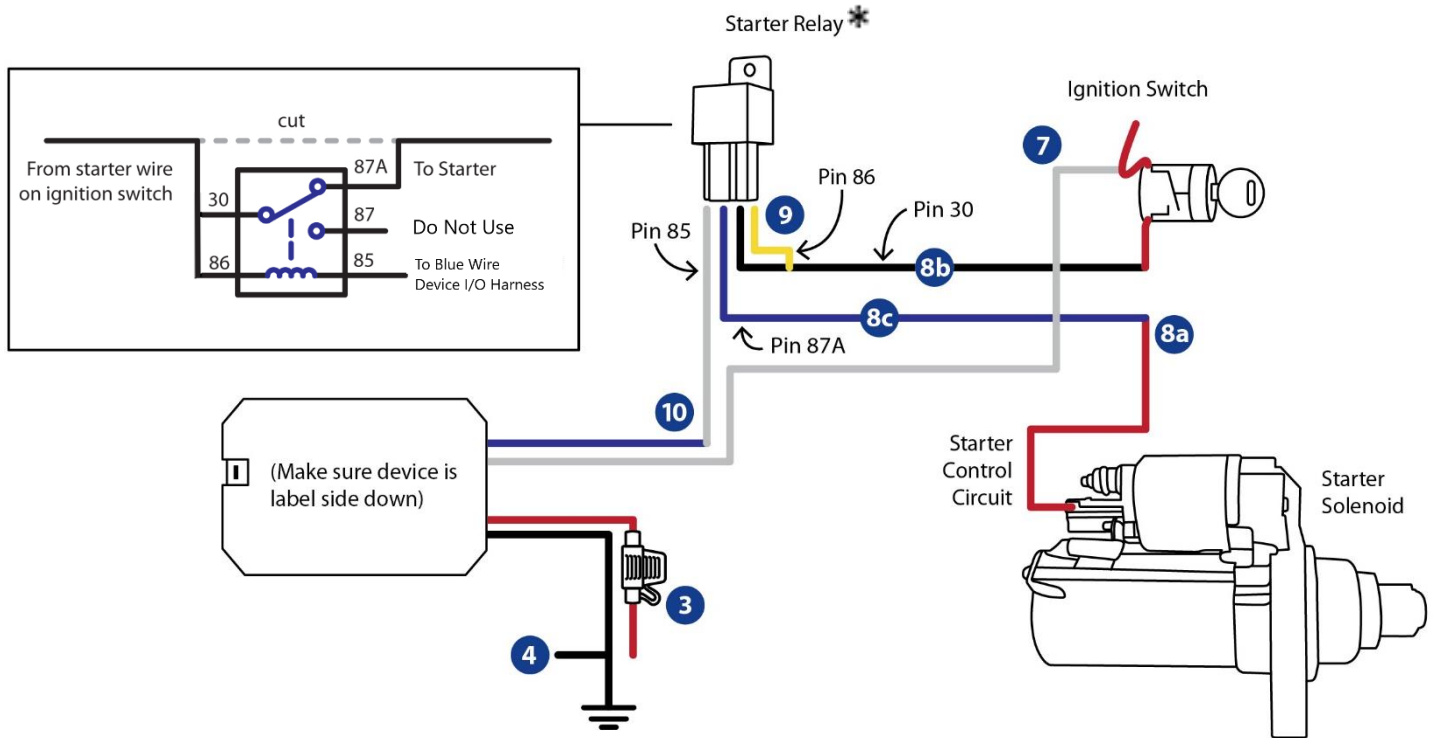 Starter Relay *
Ignition Switch
cut
From starter wire
on ignition switch
87A
To Starter
30
87
Do Not Use
86
85
To Blue Wire
Device I/O Harness
7
Pin 86
9
Pin 30
Pin 85
8b
8c
8a
Pin 87A
10
(Make sure device is
label side down)
Starter
Control
Circuit
Starter
Solenoid
3
4